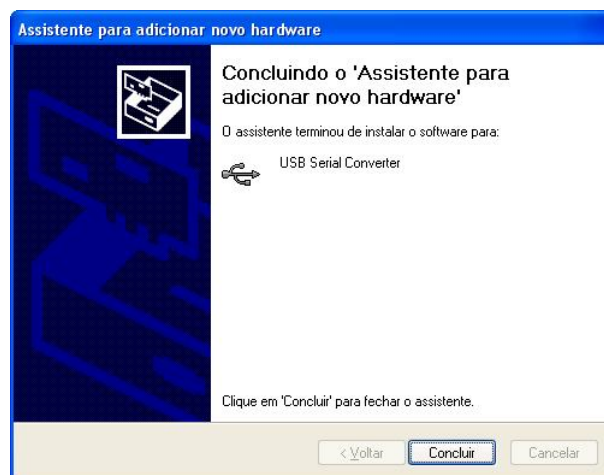 Assistente para adicionar novo hardware
Concluindo o 'Assistente para
adicionar novo hardware'
O assistente terminou de instalar o software para:
USB Serial Converter
Clique em 'Concluir' para fechar o assistente.
< Voltar Concluir Cancelar